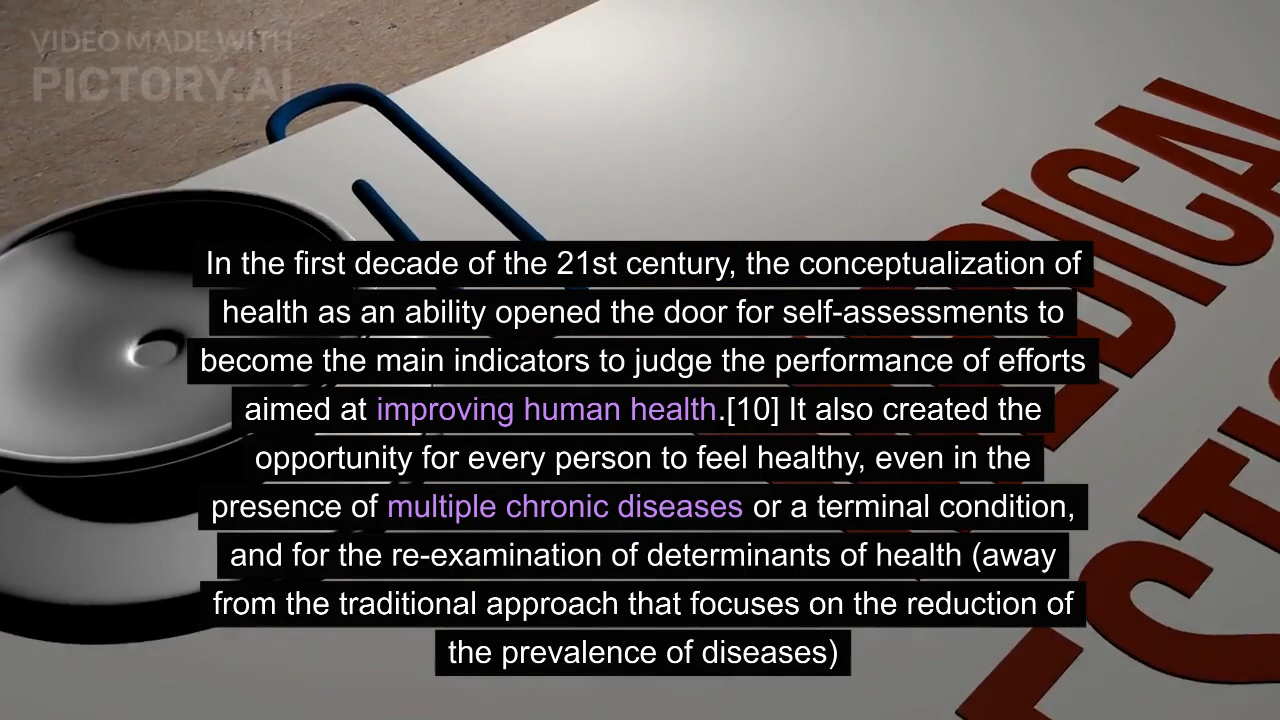 VIDEO MADE WITH
PICTORY.AI
MEDICAL
In the first decade of the 21st century, the conceptualization of
health as an ability opened the door for self-assessments to
become the main indicators to judge the performance of efforts
aimed at improving human health.[10] It also created the
opportunity for every person to feel healthy, even in the
presence of multiple chronic diseases or a terminal condition,
and for the re-examination of determinants of health (away
from the traditional approach that focuses on the reduction of
the prevalence of diseases)